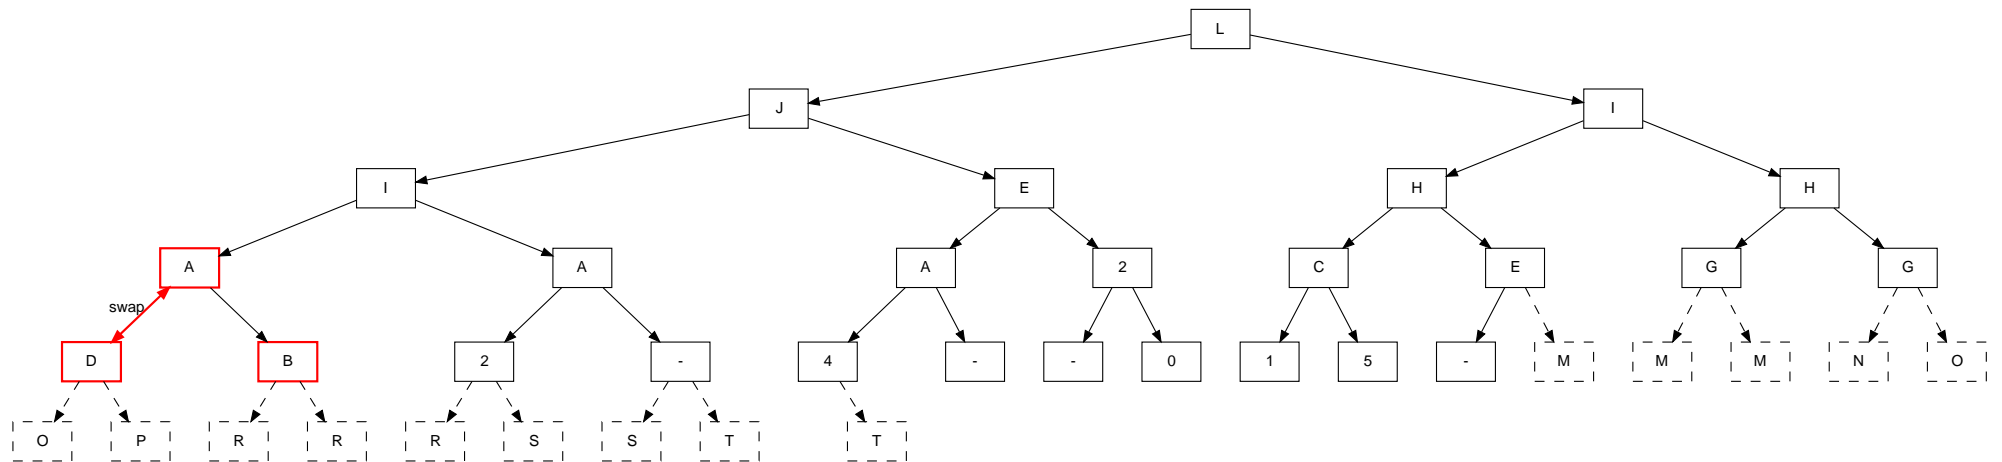 L
J I
I E H H
A A A 2 C E G G
swap
D B 2 - 4 - - 0 1 5 - M M M N O
O P R R R S S T T